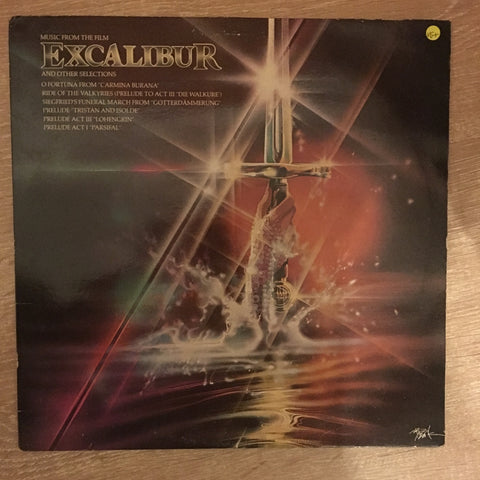 MUSIC FROM THE FILM
EXCALIBUR
AND OTHER SELECTIONS
O FORTUNA FROM "CARMINA BURANA"
RIDE OF THE VALKYRIES (PRELUDE TO ACT III "DIE WALKURE")
SIEGFRIED'S FUNERAL MARCH FROM "GOTTERDÄMMERUNG"
PRELUDE "TRISTAN AND ISOLDE"
PRELUDE ACT III "LOHENGRIN"
PRELUDE ACT I "PARSIFAL"